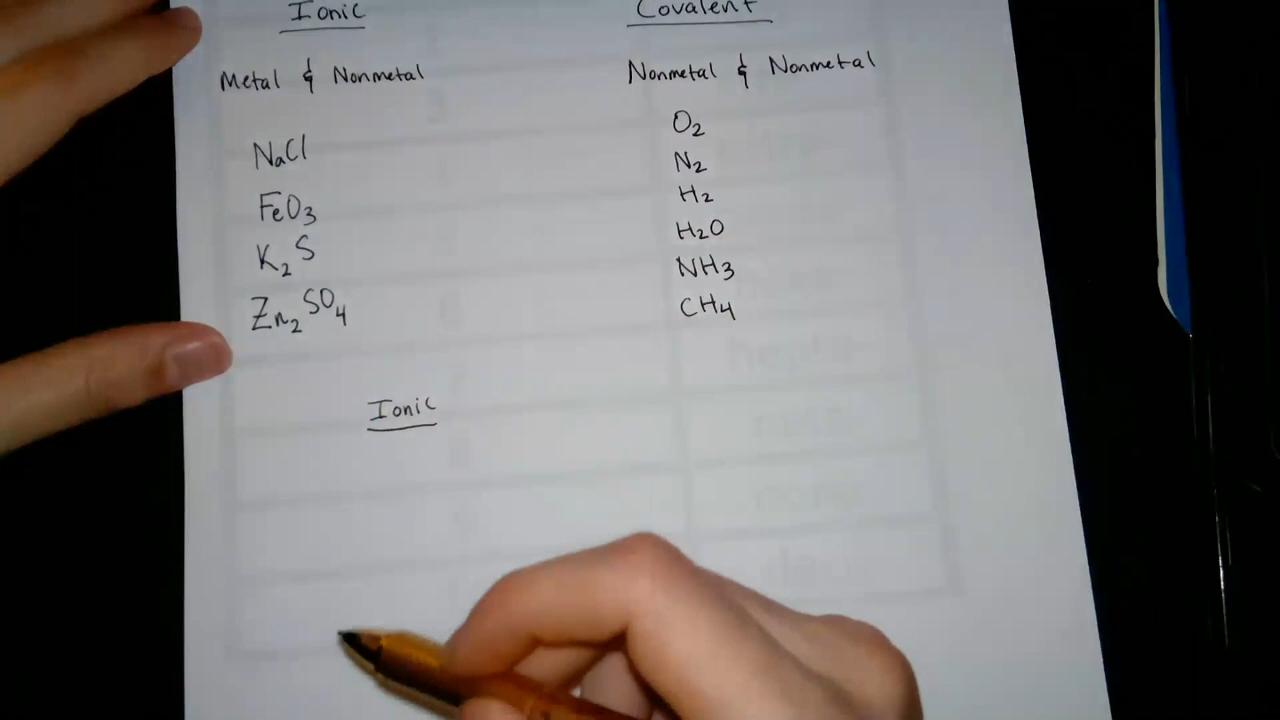 Ionic
Covalent
Metal & Nonmetal
Nonmetal & Nonmetal
NaCl
FeO3
K2S
Zn2SO4
O2
N2
H2
H2O
NH3
CH4
Ionic